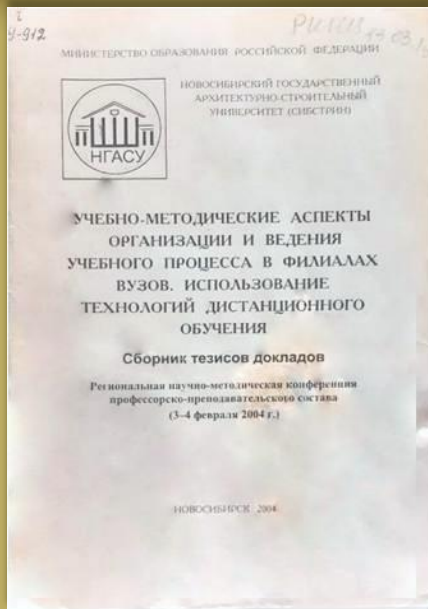 У-912
РИНЦ
МИНИСТЕРСТВО ОБРАЗОВАНИЯ РОССИЙСКОЙ ФЕДЕРАЦИИ
НГАСУ
НОВОСИБИРСКИЙ ГОСУДАРСТВЕННЫЙ
АРХИТЕКТУРНО-СТРОИТЕЛЬНЫЙ
УНИВЕРСИТЕТ (СИБСТРИН)
УЧЕБНО-МЕТОДИЧЕСКИЕ АСПЕКТЫ
ОРГАНИЗАЦИИ И ВЕДЕНИЯ
УЧЕБНОГО ПРОЦЕССА В ФИЛИАЛАХ
ВУЗОВ. ИСПОЛЬЗОВАНИЕ
ТЕХНОЛОГИЙ ДИСТАНЦИОННОГО
ОБУЧЕНИЯ
Сборник тезисов докладов
Региональная научно-методическая конференция
профессорско-преподавательского состава
(3–4 февраля 2004 г.)
НОВОСИБИРСК 2004